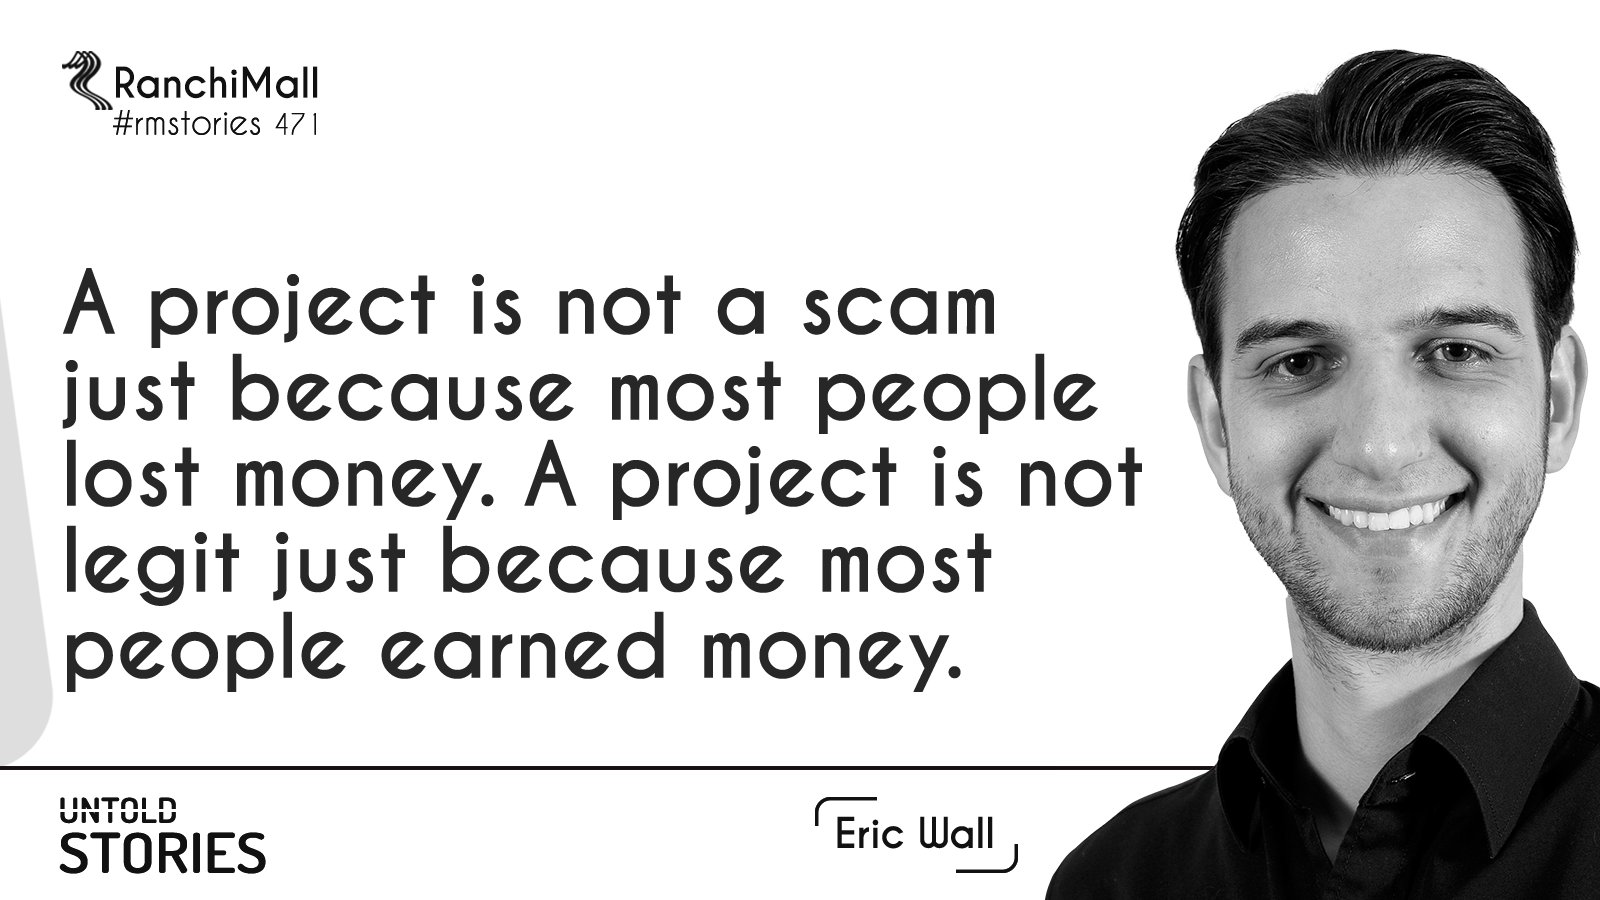 RanchiMall
#rmstories 471
A project is not a scam
just because most people
lost money. A project is not
legit just because most
people earned money.
UNTOLD
STORIES
Eric Wall